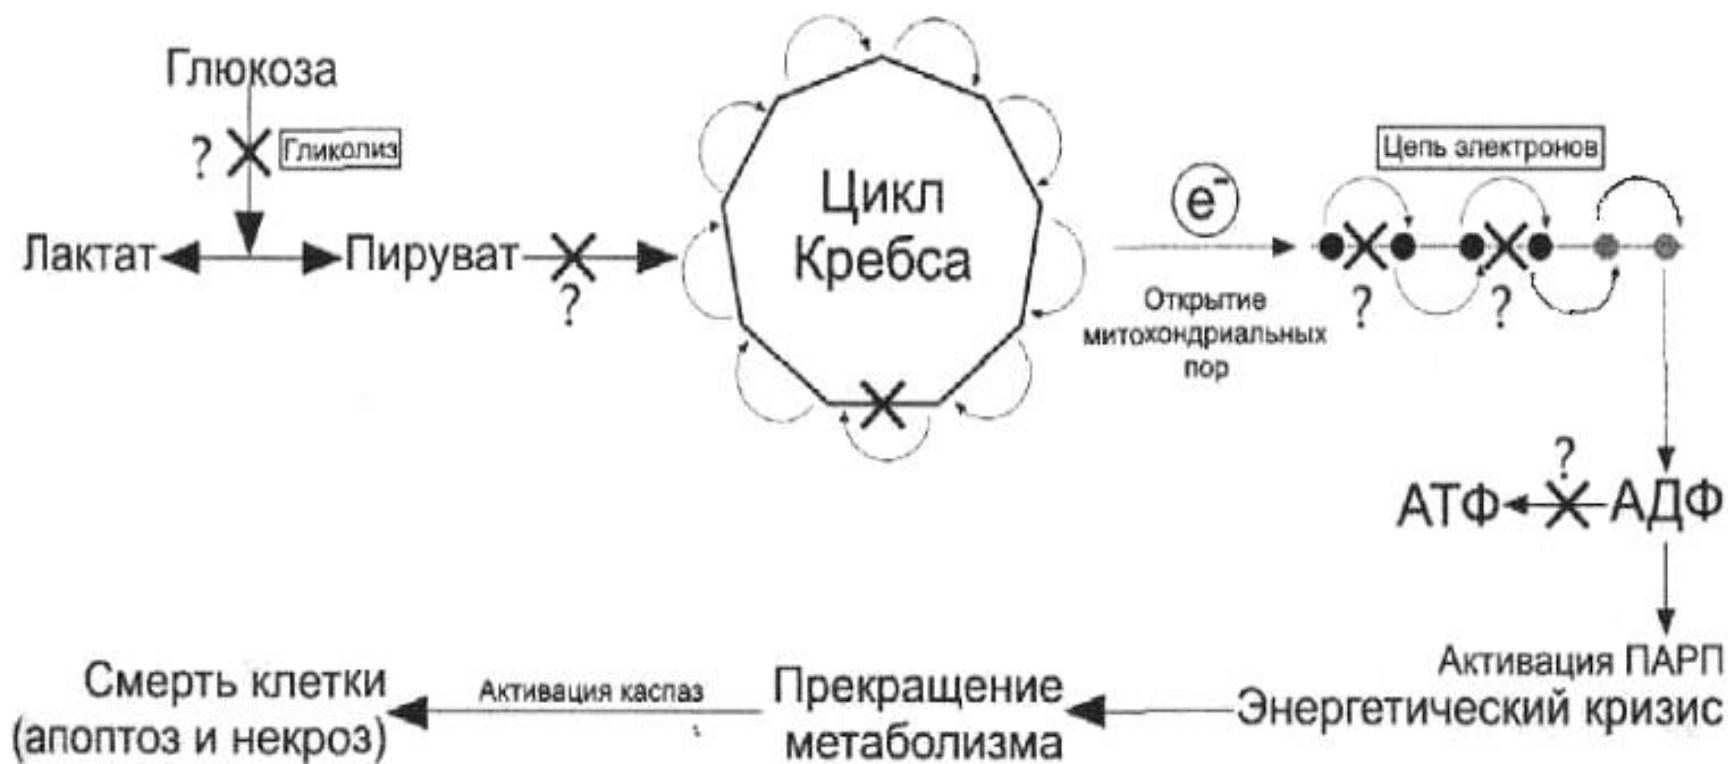 Глюкоза
?
Гликолиз
Лактат
Пируват
?
Цикл
Кребса
e⁻
Открытие
митохондриальных
пор
Цепь электронов
?
?
?
АТФ
АДФ
Активация ПАРП
Энергетический кризис
Прекращение
метаболизма
Активация каспаз
Смерть клетки
(апоптоз и некроз)